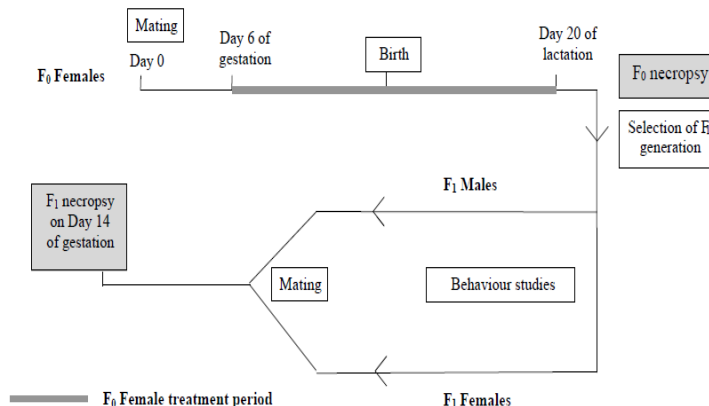 Mating
Day 0
Day 6 of
gestation
Birth
Day 20 of
lactation
F₀ Females
F₀ necropsy
Selection of F
generation
F₁ Males
F₁ necropsy
on Day 14
of gestation
Mating
Behaviour studies
F₀ Female treatment period
F₁ Females